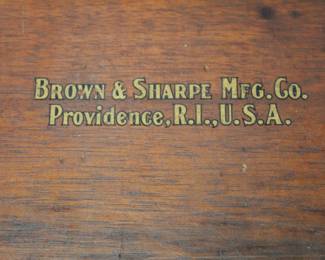 Brown & Sharpe Mfg. Co.
Providence, R.I., U.S.A.